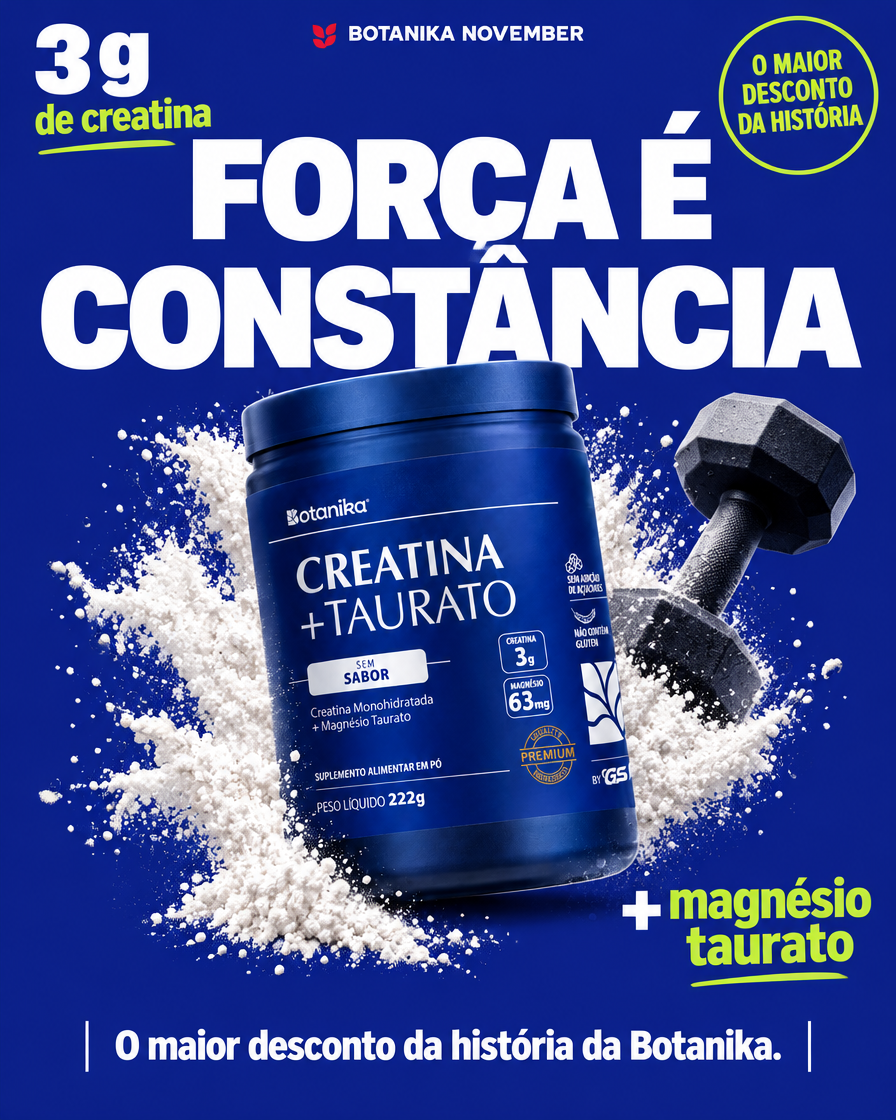 BOTANIKA NOVEMBER
3g
de creatina
O MAIOR
DESCONTO
DA HISTÓRIA
FORÇA É
CONSTÂNCIA
Botanika®
CREATINA
+TAURATO
SEM
SABOR
Creatina Monohidratada
+ Magnésio Taurato
SUPLEMENTO ALIMENTAR EM PÓ
PESO LÍQUIDO 222g
CREATINA
3g
MAGNÉSIO
63mg
QUALITY
PREMIUM
SEM ADIÇÃO
DE AÇÚCARES
NÃO CONTÉM
GLÚTEN
BY GS
+ magnésio
taurato
O maior desconto da história da Botanika.